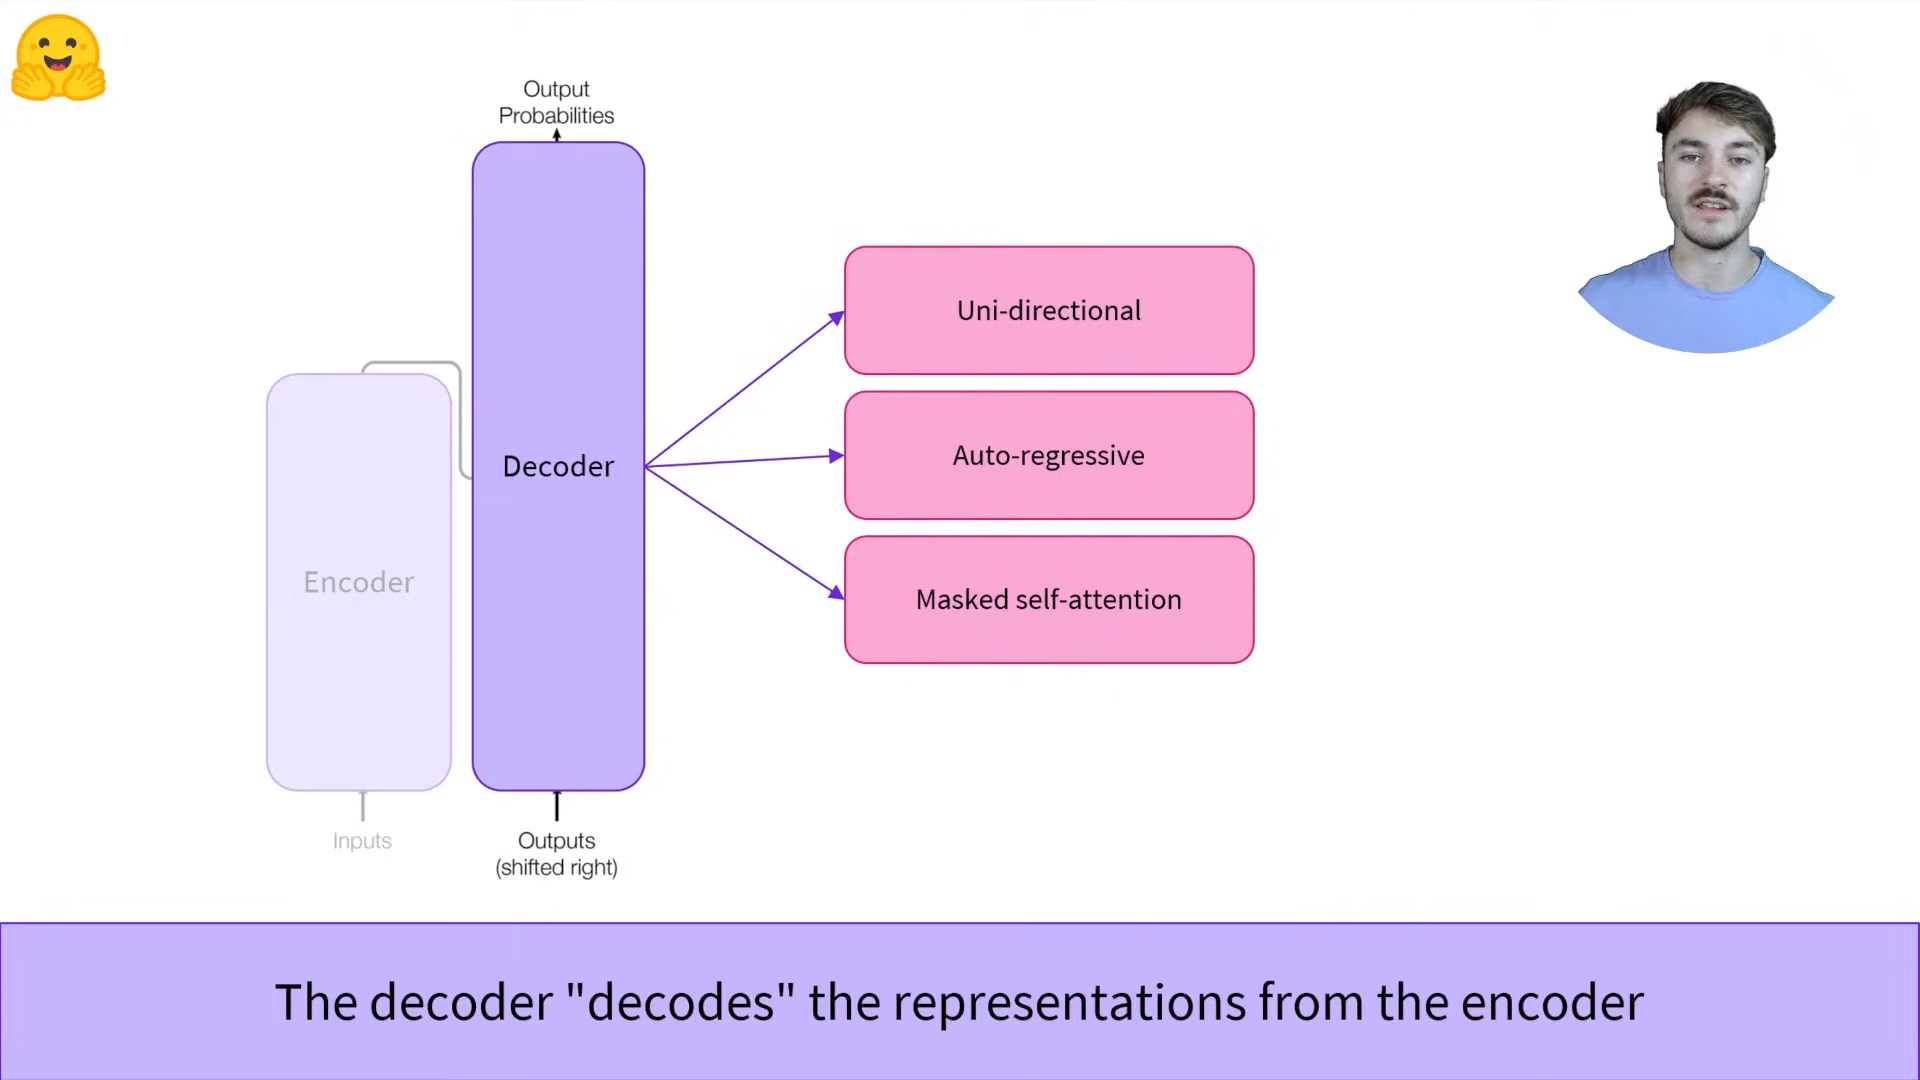 Output
Probabilities
Uni-directional
Auto-regressive
Decoder
Encoder
Masked self-attention
Inputs
Outputs
(shifted right)
The decoder "decodes" the representations from the encoder